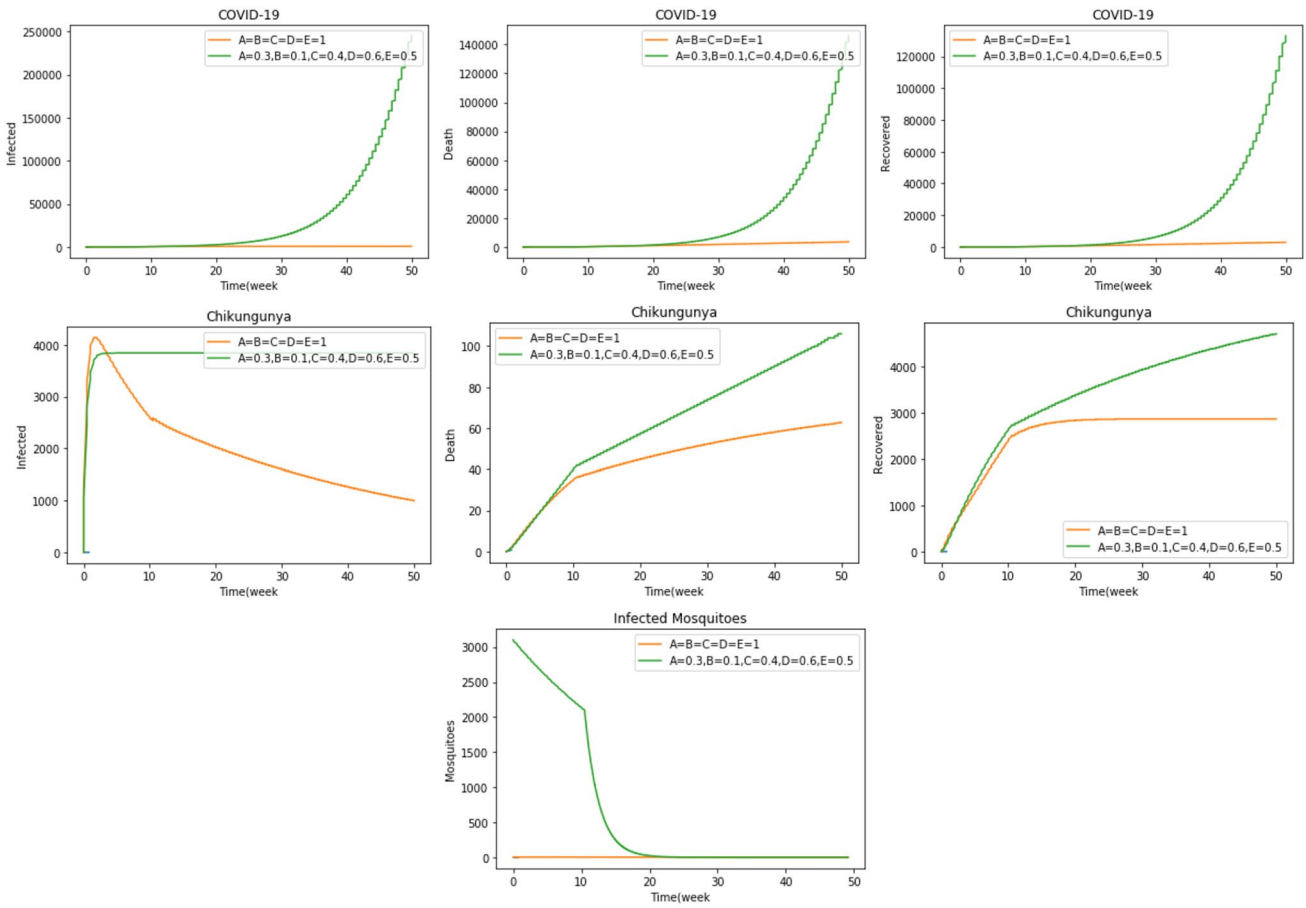 COVID-19
250000
200000
150000
100000
50000
0
Infected
A=B=C=D=E=1
A=0.3,B=0.1,C=0.4,D=0.6,E=0.5
0 10 20 30 40 50
Time(week
COVID-19
140000
120000
100000
80000
60000
40000
20000
0
Death
A=B=C=D=E=1
A=0.3,B=0.1,C=0.4,D=0.6,E=0.5
0 10 20 30 40 50
Time(week
COVID-19
120000
100000
80000
60000
40000
20000
0
Recovered
A=B=C=D=E=1
A=0.3,B=0.1,C=0.4,D=0.6,E=0.5
0 10 20 30 40 50
Time(week
Chikungunya
4000
3000
2000
1000
0
Infected
A=B=C=D=E=1
A=0.3,B=0.1,C=0.4,D=0.6,E=0.5
0 10 20 30 40 50
Time(week
Chikungunya
100
80
60
40
20
0
Death
A=B=C=D=E=1
A=0.3,B=0.1,C=0.4,D=0.6,E=0.5
0 10 20 30 40 50
Time(week
Chikungunya
4000
3000
2000
1000
0
Recovered
A=B=C=D=E=1
A=0.3,B=0.1,C=0.4,D=0.6,E=0.5
0 10 20 30 40 50
Time(week
Infected Mosquitoes
3000
2500
2000
1500
1000
500
0
Mosquitoes
A=B=C=D=E=1
A=0.3,B=0.1,C=0.4,D=0.6,E=0.5
0 10 20 30 40 50
Time(week